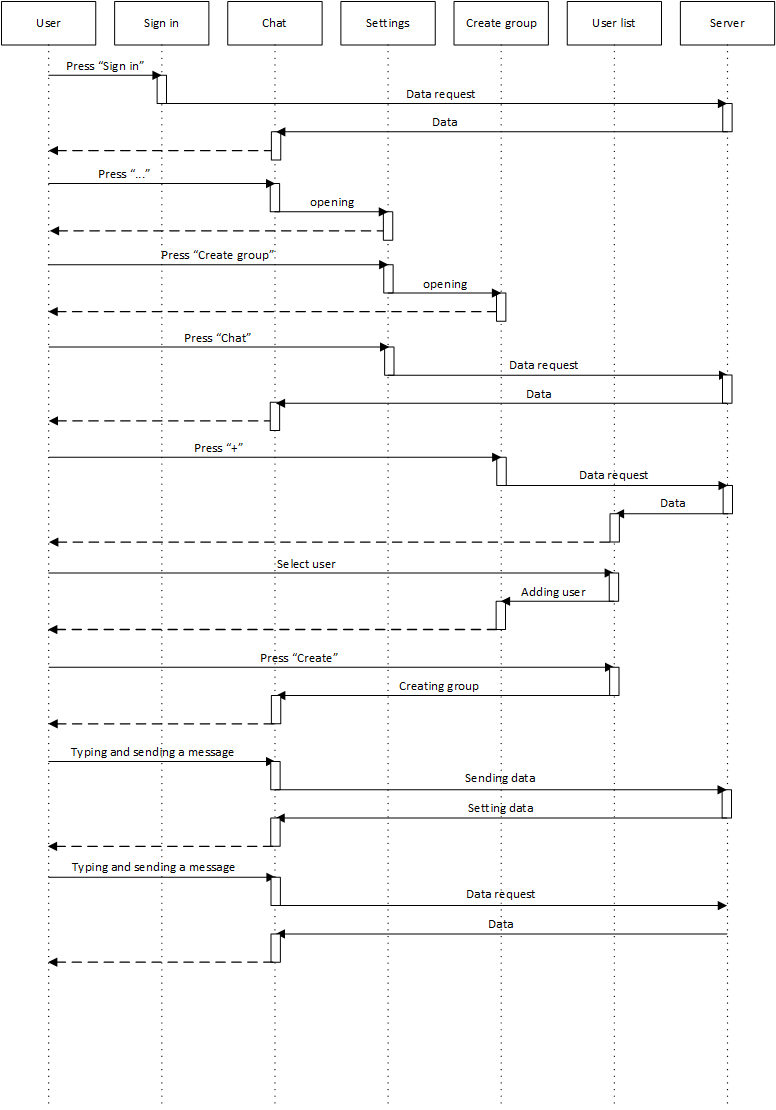 User
Sign in
Chat
Settings
Create group
User list
Server
Press “Sign in”
Data request
Data
Press “...”
opening
Press “Create group”
opening
Press “Chat”
Data request
Data
Press “+”
Data request
Data
Select user
Adding user
Press “Create”
Creating group
Typing and sending a message
Sending data
Setting data
Typing and sending a message
Data request
Data